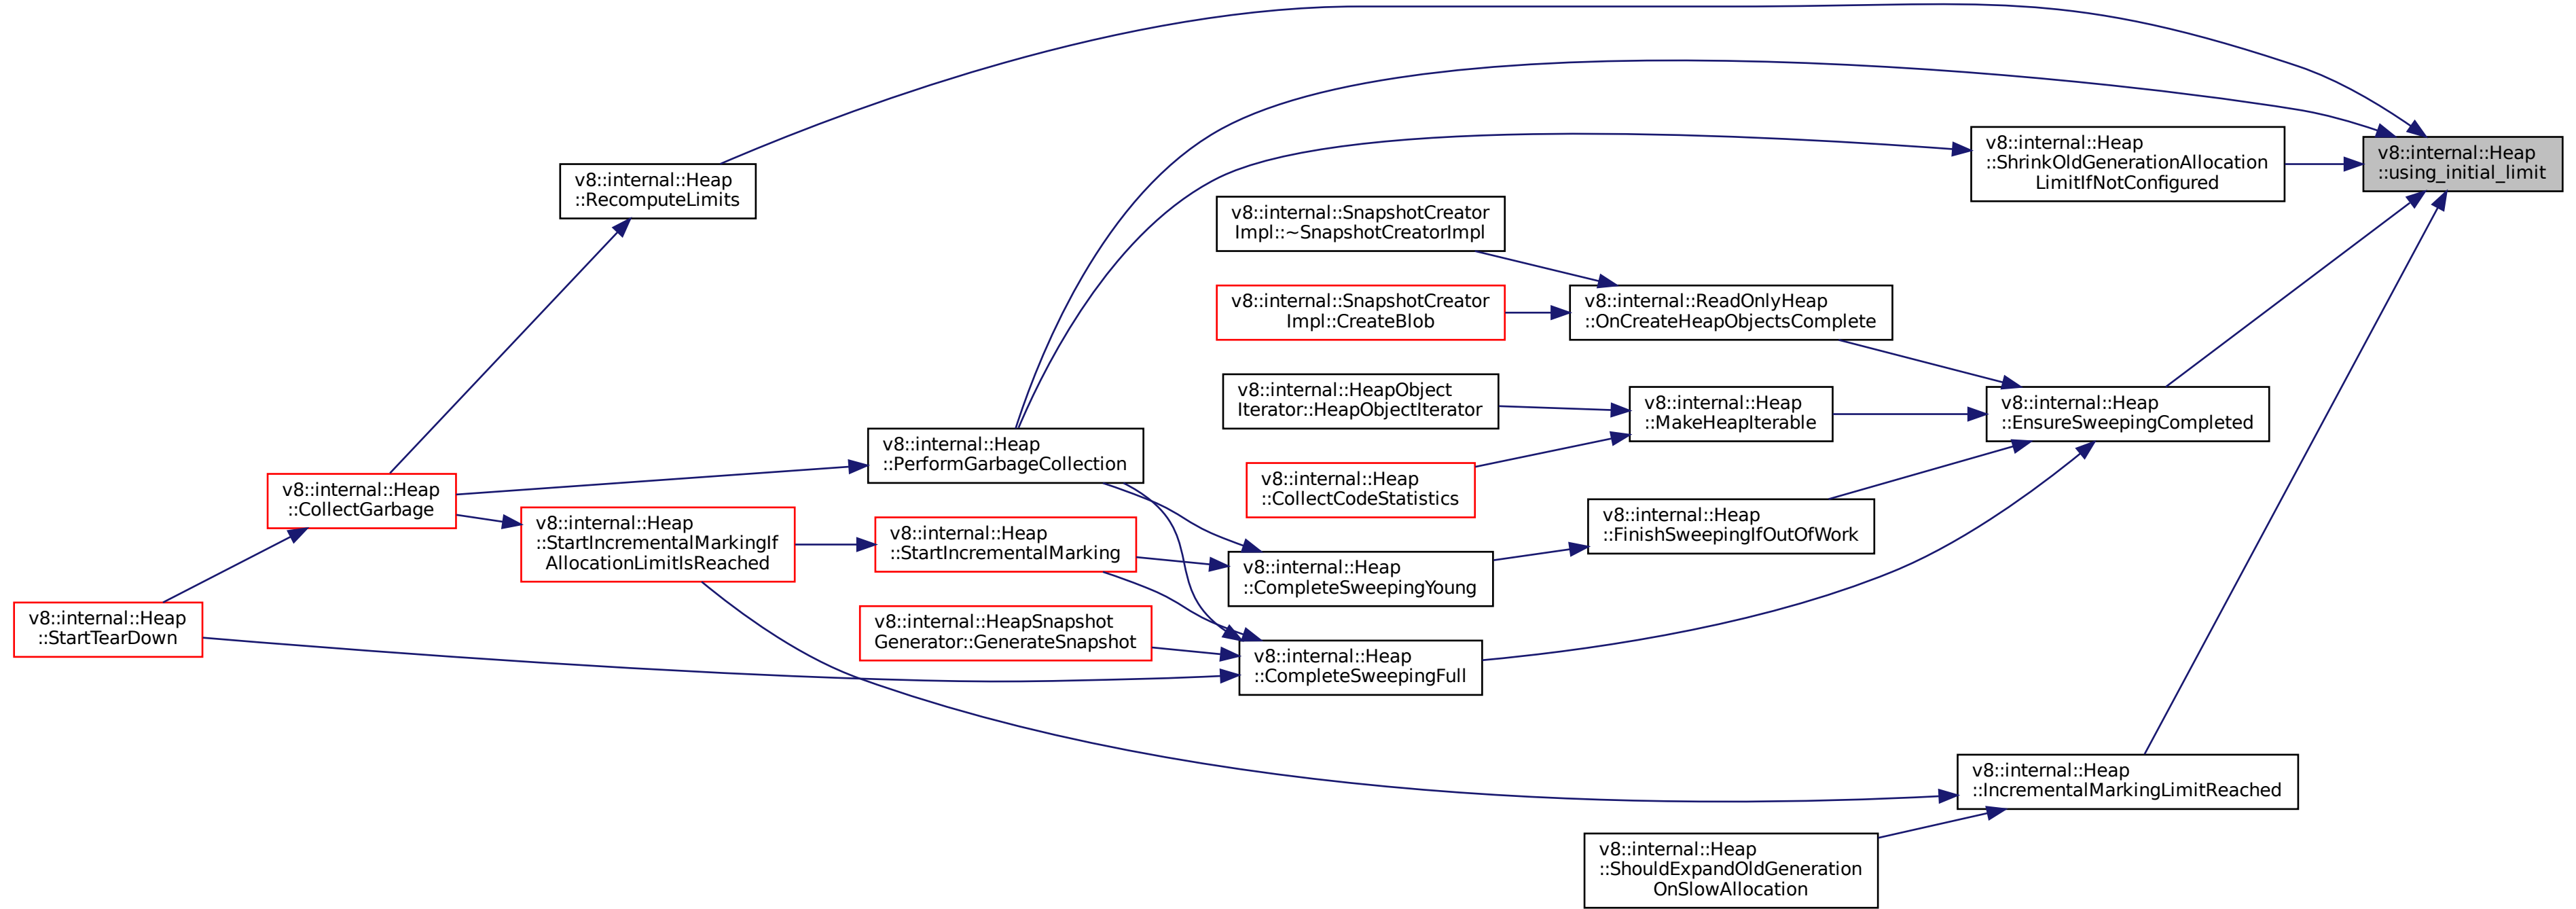 v8::internal::Heap
::using_initial_limit
v8::internal::Heap
::RecomputeLimits
v8::internal::Heap
::CollectGarbage
v8::internal::Heap
::StartTearDown
v8::internal::Heap
::PerformGarbageCollection
v8::internal::Heap
::ShrinkOldGenerationAllocation
LimitIfNotConfigured
v8::internal::Heap
::EnsureSweepingCompleted
v8::internal::ReadOnlyHeap
::OnCreateHeapObjectsComplete
v8::internal::SnapshotCreator
Impl::~SnapshotCreatorImpl
v8::internal::SnapshotCreator
Impl::CreateBlob
v8::internal::Heap
::MakeHeapIterable
v8::internal::HeapObject
Iterator::HeapObjectIterator
v8::internal::Heap
::CollectCodeStatistics
v8::internal::Heap
::FinishSweepingIfOutOfWork
v8::internal::Heap
::CompleteSweepingYoung
v8::internal::Heap
::StartIncrementalMarking
v8::internal::Heap
::StartIncrementalMarkingIf
AllocationLimitIsReached
v8::internal::Heap
::CompleteSweepingFull
v8::internal::HeapSnapshot
Generator::GenerateSnapshot
v8::internal::Heap
::IncrementalMarkingLimitReached
v8::internal::Heap
::ShouldExpandOldGeneration
OnSlowAllocation